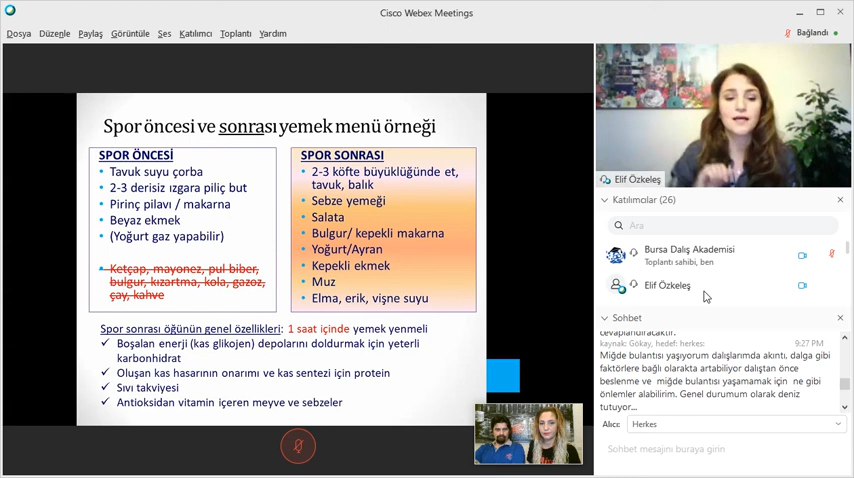 Cisco Webex Meetings
Dosya Düzenle Paylaş Görüntüle Ses Katılımcı Toplantı Yardım
Bağlandı
Spor öncesi ve sonrası yemek menü örneği
SPOR ÖNCESİ
Tavuk suyu çorba
2-3 derisiz ızgara piliç but
Pirinç pilavı / makarna
Beyaz ekmek
(Yoğurt gaz yapabilir)
Ketçap, mayonez, pul biber,
bulgur, kızartma, kola, gazoz,
çay, kahve
SPOR SONRASI
2-3 köfte büyüklüğünde et,
tavuk, balık
Sebze yemeği
Salata
Bulgur/ kepekli makarna
Yoğurt/Ayran
Kepekli ekmek
Muz
Elma, erik, vişne suyu
Spor sonrası öğünün genel özellikleri: 1 saat içinde yemek yenmeli
Boşalan enerji (kas glikojen) depolarını doldurmak için yeterli
karbonhidrat
Oluşan kas hasarının onarımı ve kas sentezi için protein
Sıvı takviyesi
Antioksidan vitamin içeren meyve ve sebzeler
Elif Özkeleş
Katılımcılar (26)
Ara
Bursa Dalış Akademisi
Toplantı sahibi, ben
Elif Özkeleş
Sohbet
cevaplandıracaktır.
kaynak: Gökay, hedef: herkes: 9:27 PM
Miğde bulantısı yaşıyorum dalışlarımda akıntı, dalga gibi
faktörlere bağlı olarakta artabiliyor dalıştan önce
beslenme ve miğde bulantısı yaşamamak için ne gibi
önlemler alabilirim. Genel durumum olarak deniz
tutuyor...
Alıcı: Herkes
Sohbet mesajını buraya girin